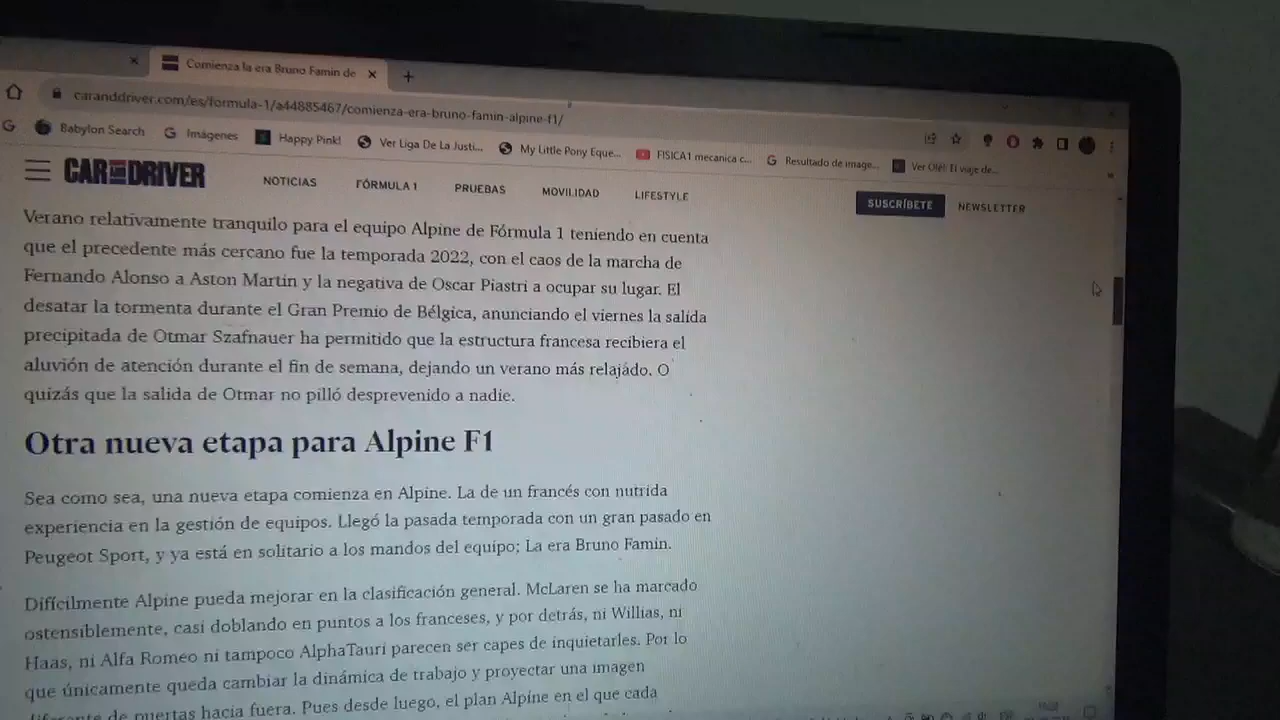 Comienza la era Bruno Famin de
caranddriver.com/es/formula-1/a44885467/comienza-era-bruno-famin-alpine-f1/
Babylon Search Imágenes Happy Pink! Ver Liga De La Justi... My Little Pony Eque... FISICA1 mecanica c... Resultado de image... Ver Olé! El viaje de...
CAR AND DRIVER NOTICIAS FÓRMULA 1 PRUEBAS MOVILIDAD LIFESTYLE SUSCRÍBETE NEWSLETTER
Verano relativamente tranquilo para el equipo Alpine de Fórmula 1 teniendo en cuenta
que el precedente más cercano fue la temporada 2022, con el caos de la marcha de
Fernando Alonso a Aston Martin y la negativa de Oscar Piastri a ocupar su lugar. El
desatar la tormenta durante el Gran Premio de Bélgica, anunciando el viernes la salida
precipitada de Otmar Szafnauer ha permitido que la estructura francesa recibiera el
aluvión de atención durante el fin de semana, dejando un verano más relajado. O
quizás que la salida de Otmar no pilló desprevenido a nadie.
Otra nueva etapa para Alpine F1
Sea como sea, una nueva etapa comienza en Alpine. La de un francés con nutrida
experiencia en la gestión de equipos. Llegó la pasada temporada con un gran pasado en
Peugeot Sport, y ya está en solitario a los mandos del equipo; La era Bruno Famin.
Difícilmente Alpine pueda mejorar en la clasificación general. McLaren se ha marcado
ostensiblemente, casi doblando en puntos a los franceses, y por detrás, ni Willias, ni
Haas, ni Alfa Romeo ni tampoco AlphaTauri parecen ser capes de inquietarles. Por lo
que únicamente queda cambiar la dinámica de trabajo y proyectar una imagen
diferente de puertas hacia fuera. Pues desde luego, el plan Alpine en el que cada